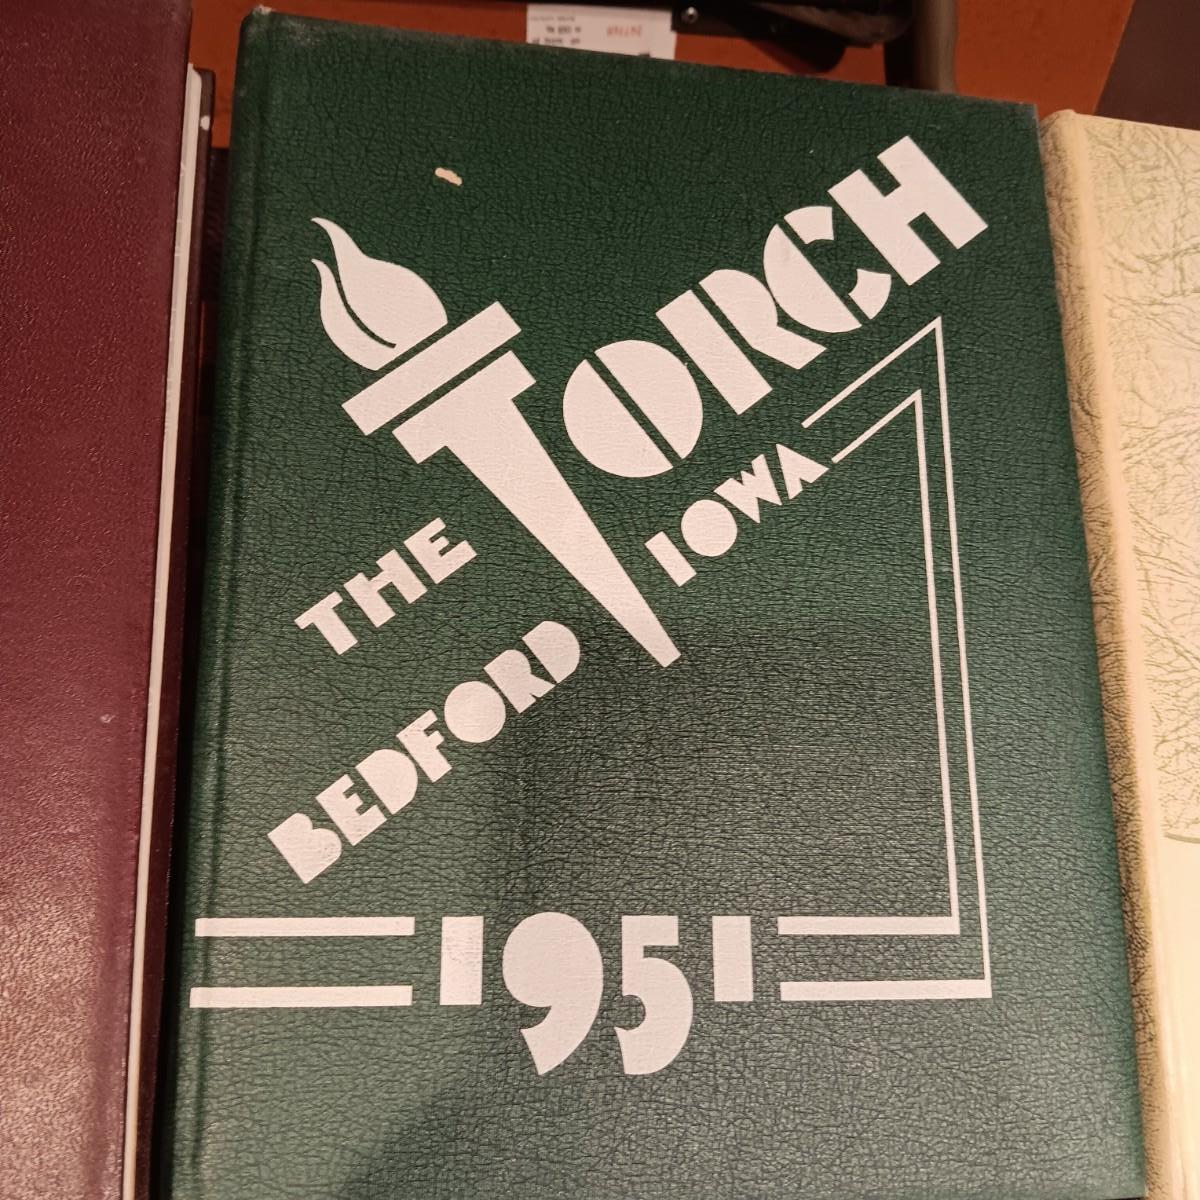 THE TORCH
BEDFORD IOWA
1951